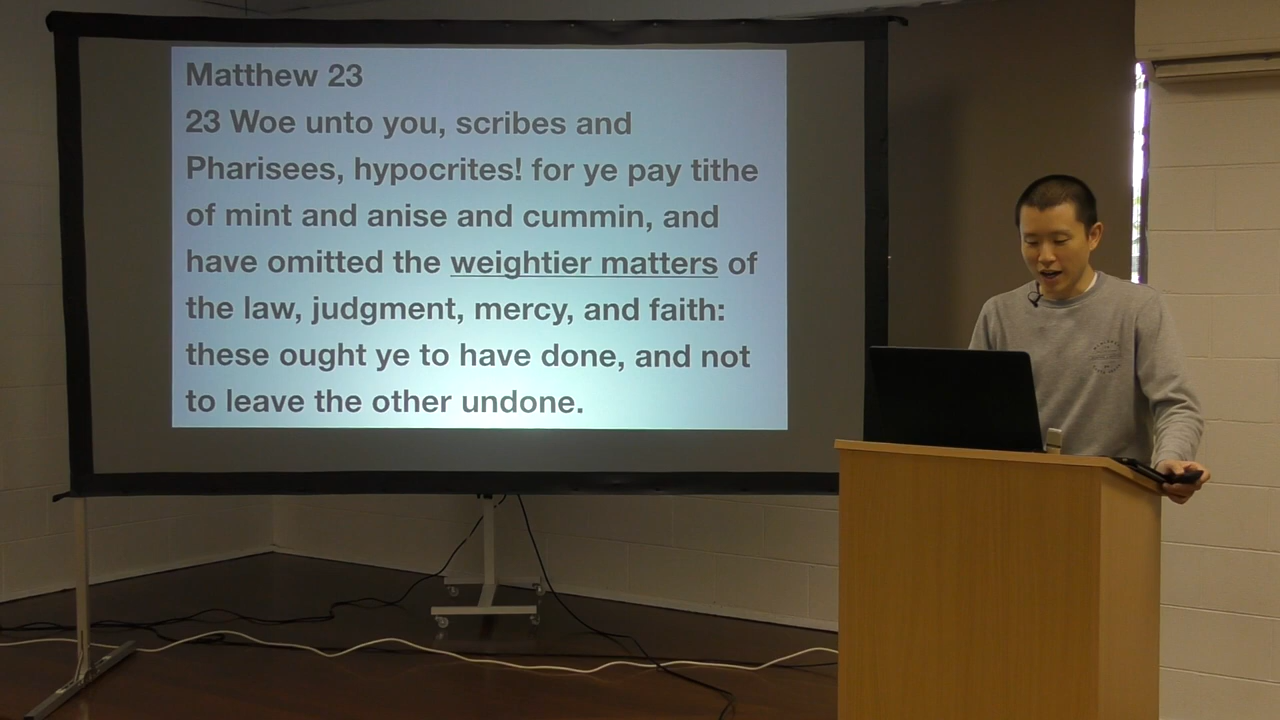 Matthew 23
23 Woe unto you, scribes and
Pharisees, hypocrites! for ye pay tithe
of mint and anise and cummin, and
have omitted the weightier matters of
the law, judgment, mercy, and faith:
these ought ye to have done, and not
to leave the other undone.